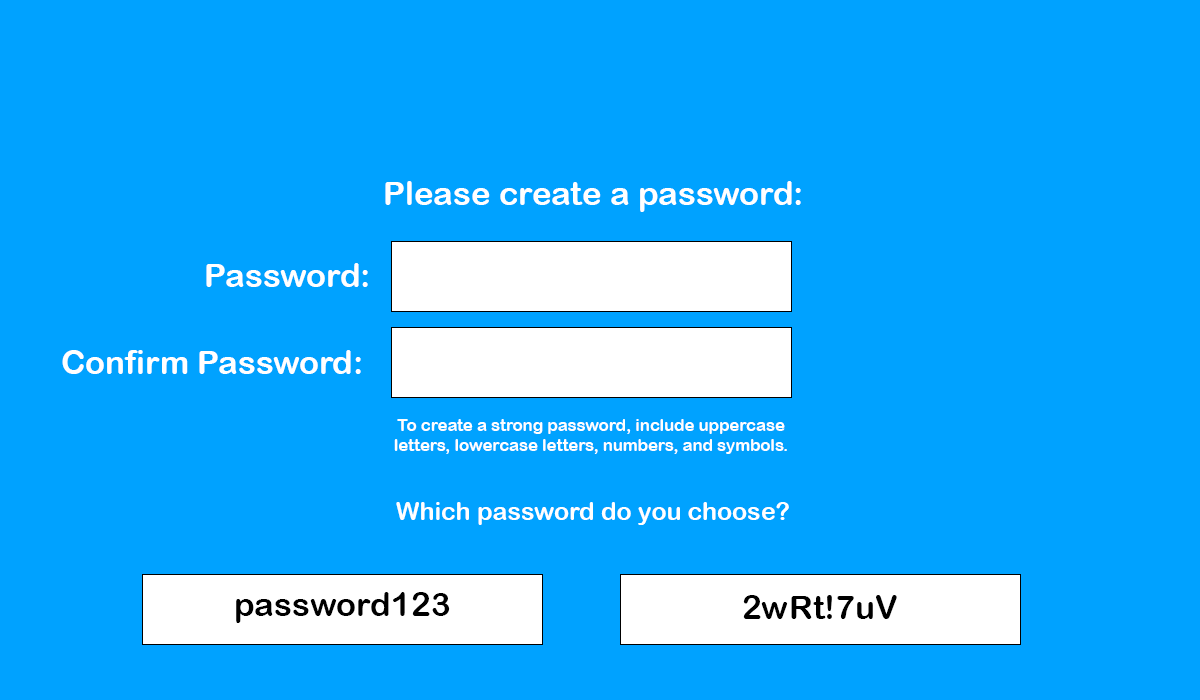 Please create a password:
Password:
Confirm Password:
To create a strong password, include uppercase
letters, lowercase letters, numbers, and symbols.
Which password do you choose?
password123
2wRt!7uV